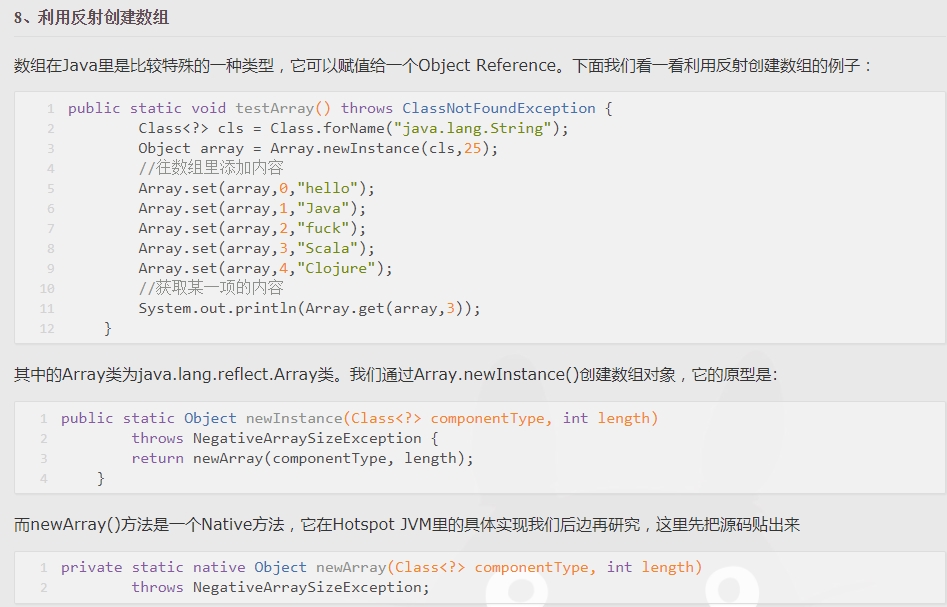 8、利用反射创建数组
数组在Java里是比较特殊的一种类型，它可以赋值给一个Object Reference。下面我们看一看利用反射创建数组的例子：
1 public static void testArray() throws ClassNotFoundException {
2 Class<?> cls = Class.forName("java.lang.String");
3 Object array = Array.newInstance(cls,25);
4 //往数组里添加内容
5 Array.set(array,0,"hello");
6 Array.set(array,1,"Java");
7 Array.set(array,2,"fuck");
8 Array.set(array,3,"Scala");
9 Array.set(array,4,"Clojure");
10 //获取某一项的内容
11 System.out.println(Array.get(array,3));
12 }
其中的Array类为java.lang.reflect.Array类。我们通过Array.newInstance()创建数组对象，它的原型是:
1 public static Object newInstance(Class<?> componentType, int length)
2 throws NegativeArraySizeException {
3 return newArray(componentType, length);
4 }
而newArray()方法是一个Native方法，它在Hotspot JVM里的具体实现我们后边再研究，这里先把源码贴出来
1 private static native Object newArray(Class<?> componentType, int length)
2 throws NegativeArraySizeException;